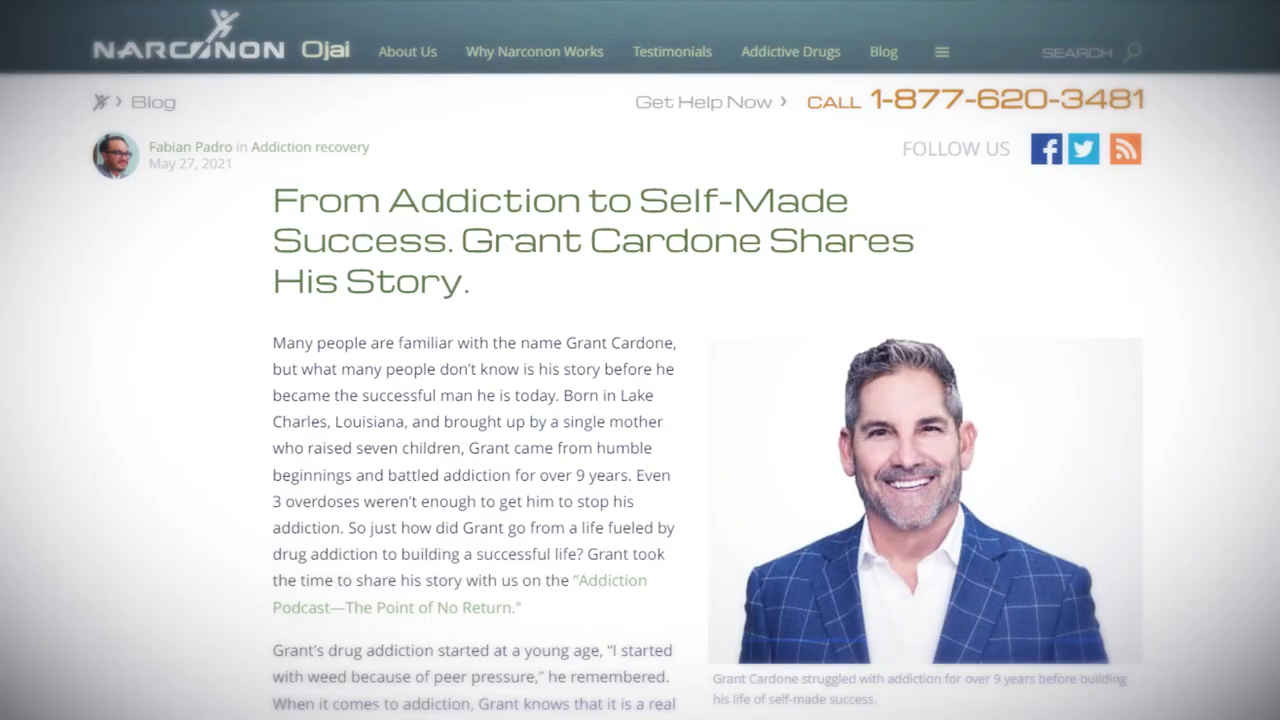 NARCONON Ojai About Us Why Narconon Works Testimonials Addictive Drugs Blog SEARCH
Blog Get Help Now CALL 1-877-620-3481
Fabian Padro in Addiction recovery
May 27, 2021
FOLLOW US
From Addiction to Self-Made
Success. Grant Cardone Shares
His Story.
Many people are familiar with the name Grant Cardone,
but what many people don’t know is his story before he
became the successful man he is today. Born in Lake
Charles, Louisiana, and brought up by a single mother
who raised seven children, Grant came from humble
beginnings and battled addiction for over 9 years. Even
3 overdoses weren’t enough to get him to stop his
addiction. So just how did Grant go from a life fueled by
drug addiction to building a successful life? Grant took
the time to share his story with us on the “Addiction
Podcast—The Point of No Return.”
Grant’s drug addiction started at a young age, “I started
with weed because of peer pressure,” he remembered.
When it comes to addiction, Grant knows that it is a real
Grant Cardone struggled with addiction for over 9 years before building
his life of self-made success.